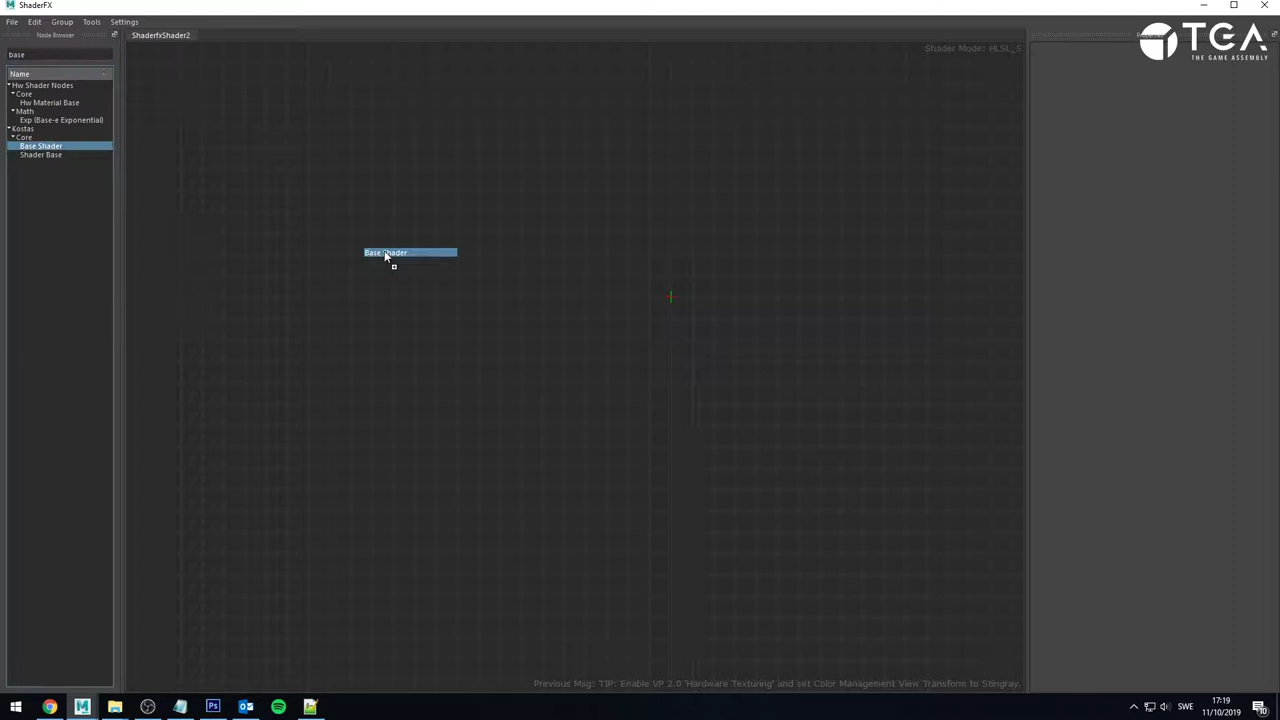 ShaderFX
File Edit Group Tools Settings
Node Browser
ShaderfxShader2
base
Shader Mode: HLSL_5
TGA
THE GAME ASSEMBLY
Name
Hw Shader Nodes
Core
Hw Material Base
Math
Exp (Base-e Exponential)
Kostas
Core
Base Shader
Shader Base
Base Shader
Previous Msg: TIP: Enable VP 2.0 'Hardware Texturing' and set Color Management View Transform to Stingray.
SWE
17:19
11/10/2019